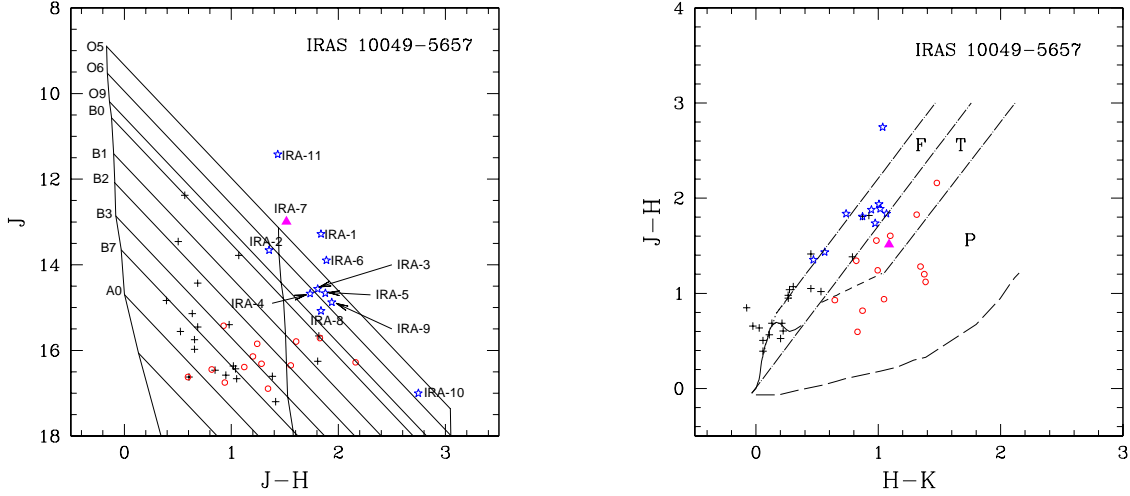 IRAS 10049−5657
8
10
12
14
16
18
J
O5
O6
O9
B0
B1
B2
B3
B7
A0
IRA-11
IRA-7
IRA-1
IRA-2
IRA-6
IRA-3
IRA-4
IRA-5
IRA-8
IRA-9
IRA-10
0
1
2
3
J−H
IRAS 10049−5657
4
3
2
1
0
J−H
F
T
P
0
1
2
3
H−K